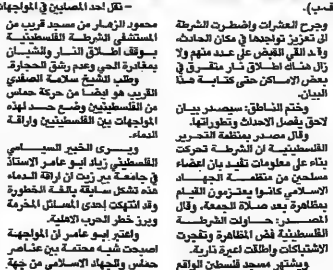 قصب).
وجرح العشرات واضطرت الشرطة
الى تعزيز تواجدها في مكان الحادث،
وقد القي القبض على عدد منهم ولا
زال هناك اطلاق نار متفرق في
بعض الاماكن حتى كتابة هذا
البيان.
وختم الناطق: سيصدر بيان
لاحق يفصل الاحداث وتطوراتها.
وقال مصدر بمنظمة التحرير
الفلسطينية ان الشرطة تحركت
بناء على معلومات تفيد بان اعضاء
مسلحين من منظمة الجهاد
الاسلامي كانوا يعتزمون القيام
بمظاهرة بعد صلاة الجمعة، وقال
المصدر: حاولت الشرطة
الفلسطينية فض المظاهرة وتفجرت
الاشتباكات واطلقت اعيرة نارية.
ويشتهر مسجد فلسطين الواقع
– نقل احد المصابين في المواجهات
محمود الزهار من مسجد قريب من
المستشفى الشرطة الفلسطينية
بوقف اطلاق النار والشبان
بمغادرة الحي وعدم رشق الحجارة.
وطلب الشيخ سلامة الصفدي
القريب هو ايضا من حركة حماس
من الفلسطينيين وضع حد لهذه
المواجهات بين الفلسطينيين واراقة
الدماء.
ويرى الخبير السياسي
الفلسطيني زياد ابو عامر الاستاذ
في جامعة بير زيت ان اراقة الدماء
هذه تشكل سابقة بالغة الخطورة
وقد انتهكت احدى المسائل المحرمة
وبرز خطر الحرب الاهلية.
واعتبر ابو عامر ان المواجهة
اصبحت شبه محتمة بين عناصر
حماس والجهاد الاسلامي من جهة